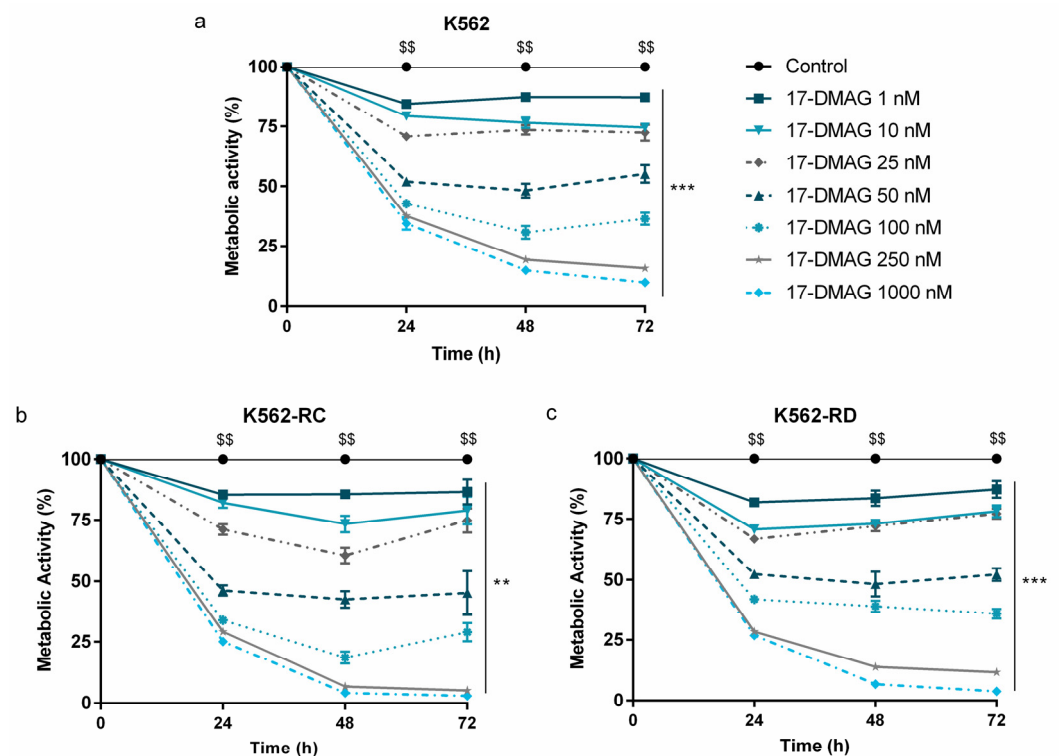 a
K562
$$ $$ $$
100
75
50
25
0
Metabolic activity (%)
0 24 48 72
Time (h)
***
Control
17-DMAG 1 nM
17-DMAG 10 nM
17-DMAG 25 nM
17-DMAG 50 nM
17-DMAG 100 nM
17-DMAG 250 nM
17-DMAG 1000 nM
b
K562-RC
$$ $$ $$
100
75
50
25
0
Metabolic Activity (%)
0 24 48 72
Time (h)
**
c
K562-RD
$$ $$ $$
100
75
50
25
0
Metabolic Activity (%)
0 24 48 72
Time (h)
***